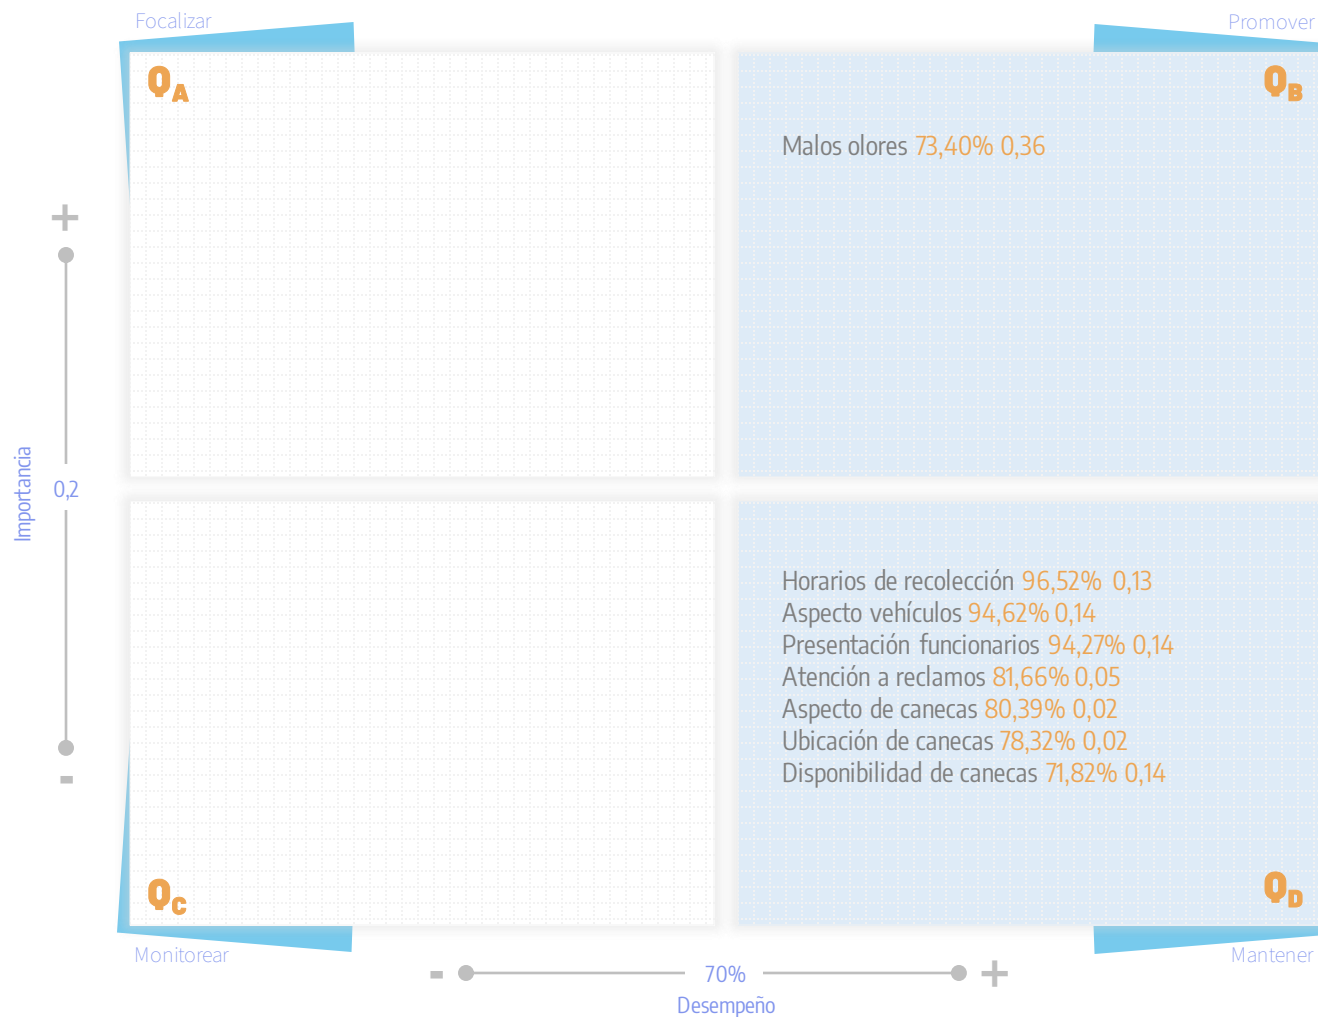 Focalizar
Promover
QA
QB
Malos olores 73,40% 0,36
+
Importancia
0,2
-
Horarios de recolección 96,52% 0,13
Aspecto vehículos 94,62% 0,14
Presentación funcionarios 94,27% 0,14
Atención a reclamos 81,66% 0,05
Aspecto de canecas 80,39% 0,02
Ubicación de canecas 78,32% 0,02
Disponibilidad de canecas 71,82% 0,14
QC
QD
Monitorear
Mantener
- 70% +
Desempeño